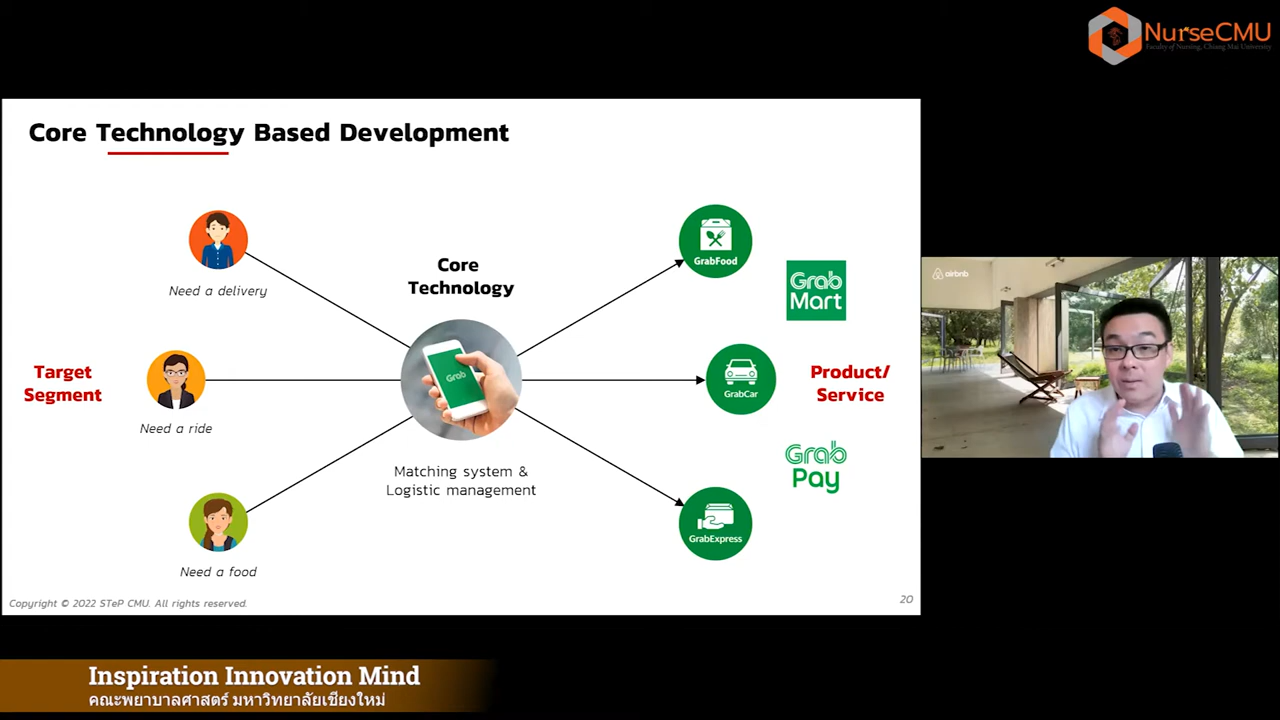 NurseCMU
Faculty of Nursing, Chiang Mai University
Core Technology Based Development
Need a delivery
Core
Technology
GrabFood
Grab
Mart
airbnb
Target
Segment
Grab
GrabCar
Product/
Service
Need a ride
Matching system &
Logistic management
Grab
Pay
GrabExpress
Need a food
Copyright © 2022 STeP CMU. All rights reserved.
20
Inspiration Innovation Mind
คณะพยาบาลศาสตร์ มหาวิทยาลัยเชียงใหม่